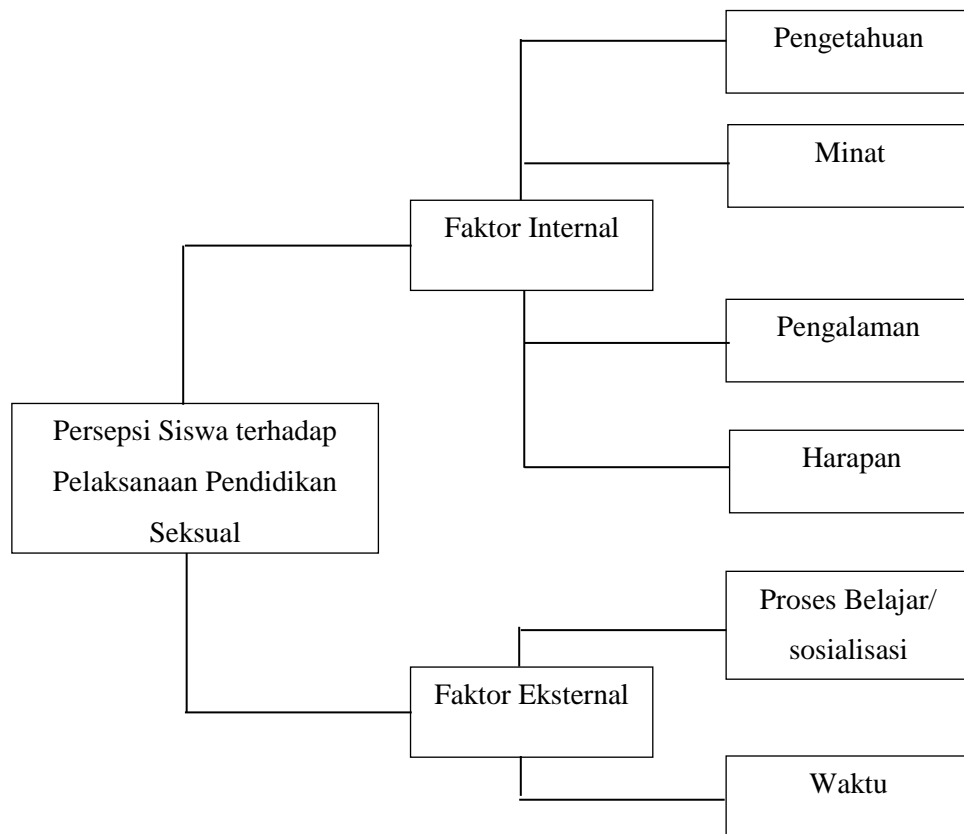 Pengetahuan
Minat
Faktor Internal
Pengalaman
Persepsi Siswa terhadap
Pelaksanaan Pendidikan
Seksual
Harapan
Proses Belajar/
sosialisasi
Faktor Eksternal
Waktu